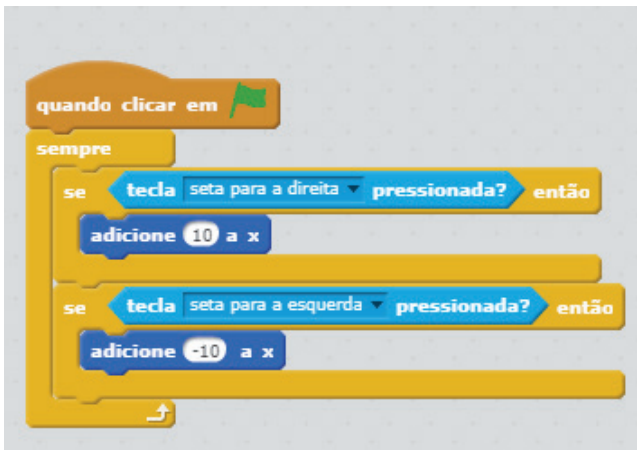 quando clicar em
sempre
se tecla seta para a direita pressionada? então
adicione 10 a x
se tecla seta para a esquerda pressionada? então
adicione -10 a x